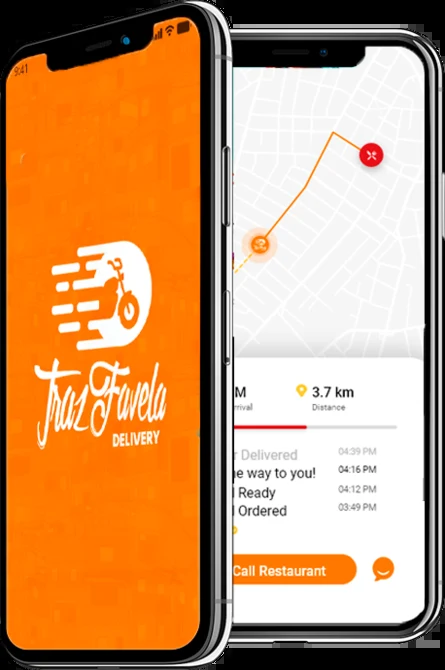 9:41
Traz Favela
DELIVERY
M
3.7 km
rrival
Distance
Delivered
04:39 PM
e way to you!
04:16 PM
Ready
04:12 PM
Ordered
03:49 PM
Call Restaurant